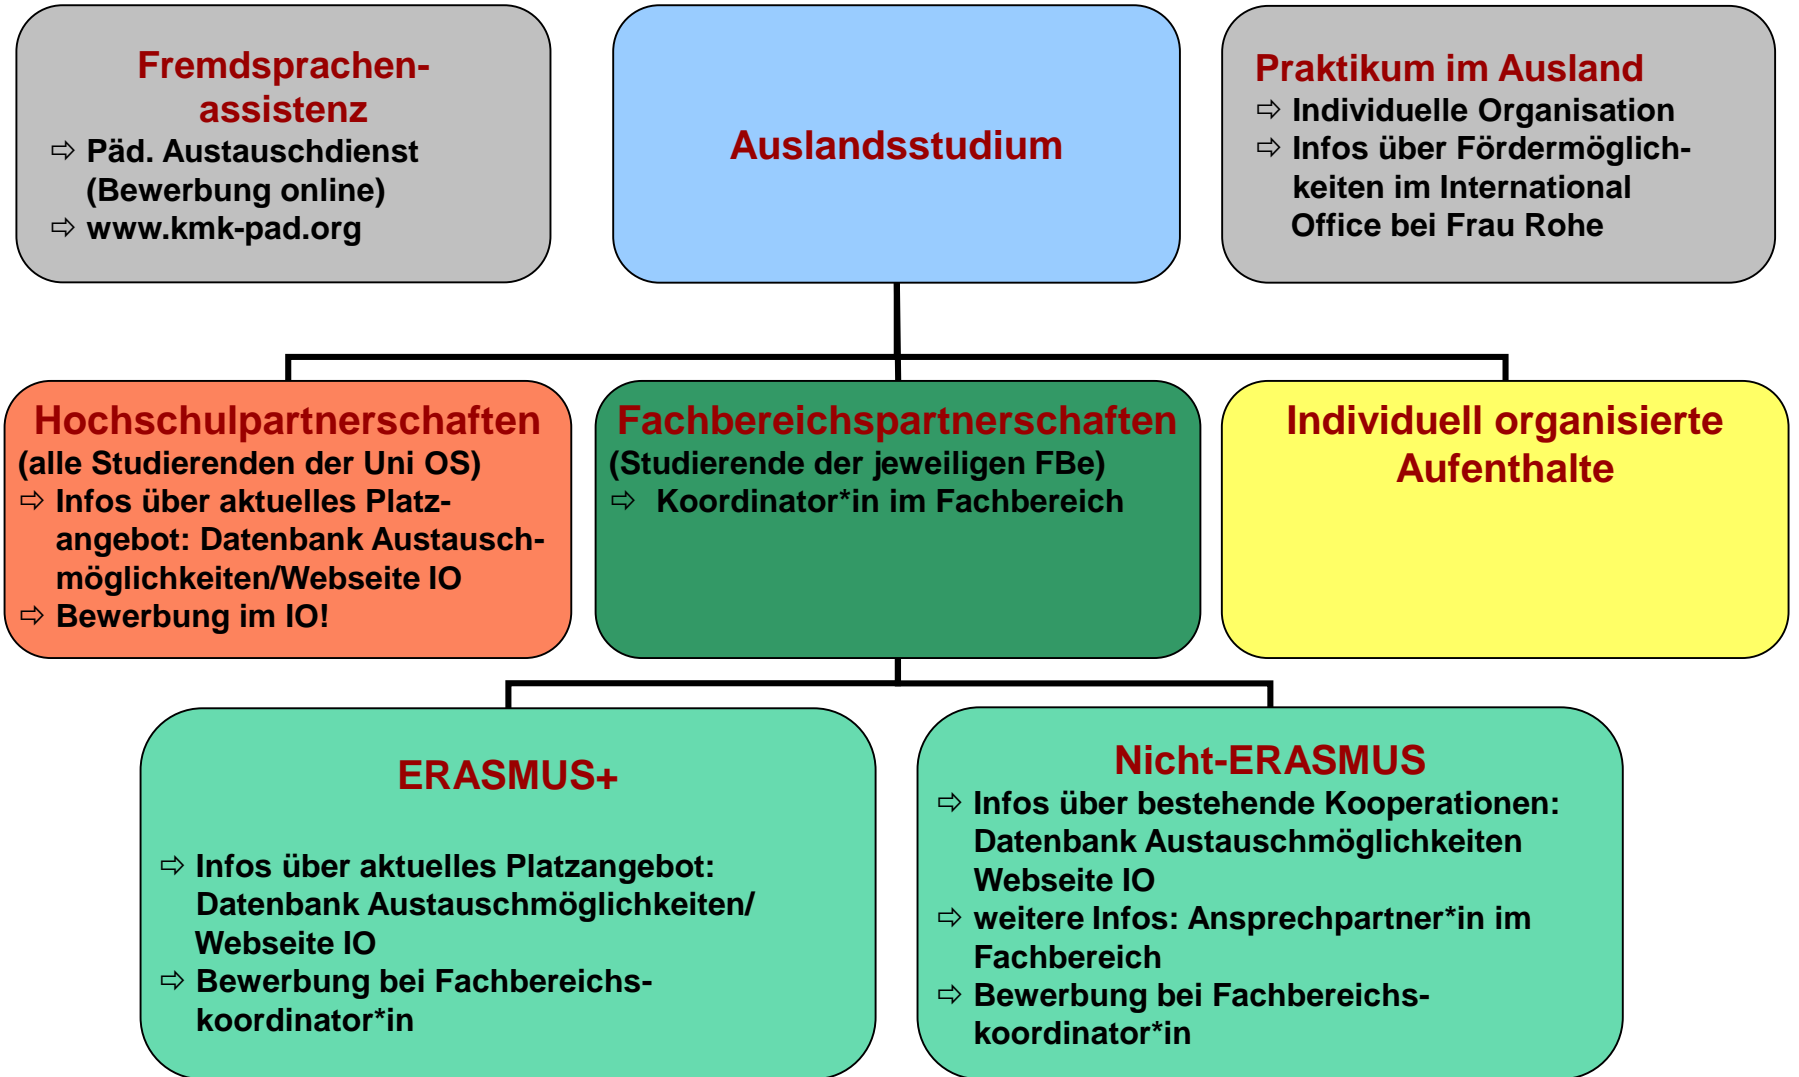 Fremdsprachen-
assistenz
⇨ Päd. Austauschdienst
(Bewerbung online)
⇨ www.kmk-pad.org
Auslandsstudium
Praktikum im Ausland
⇨ Individuelle Organisation
⇨ Infos über Fördermöglich-
keiten im International
Office bei Frau Rohe
Hochschulpartnerschaften
(alle Studierenden der Uni OS)
⇨ Infos über aktuelles Platz-
angebot: Datenbank Austausch-
möglichkeiten/Webseite IO
⇨ Bewerbung im IO!
Fachbereichspartnerschaften
(Studierende der jeweiligen FBe)
⇨ Koordinator*in im Fachbereich
Individuell organisierte
Aufenthalte
ERASMUS+
⇨ Infos über aktuelles Platzangebot:
Datenbank Austauschmöglichkeiten/
Webseite IO
⇨ Bewerbung bei Fachbereichs-
koordinator*in
Nicht-ERASMUS
⇨ Infos über bestehende Kooperationen:
Datenbank Austauschmöglichkeiten
Webseite IO
⇨ weitere Infos: Ansprechpartner*in im
Fachbereich
⇨ Bewerbung bei Fachbereichs-
koordinator*in